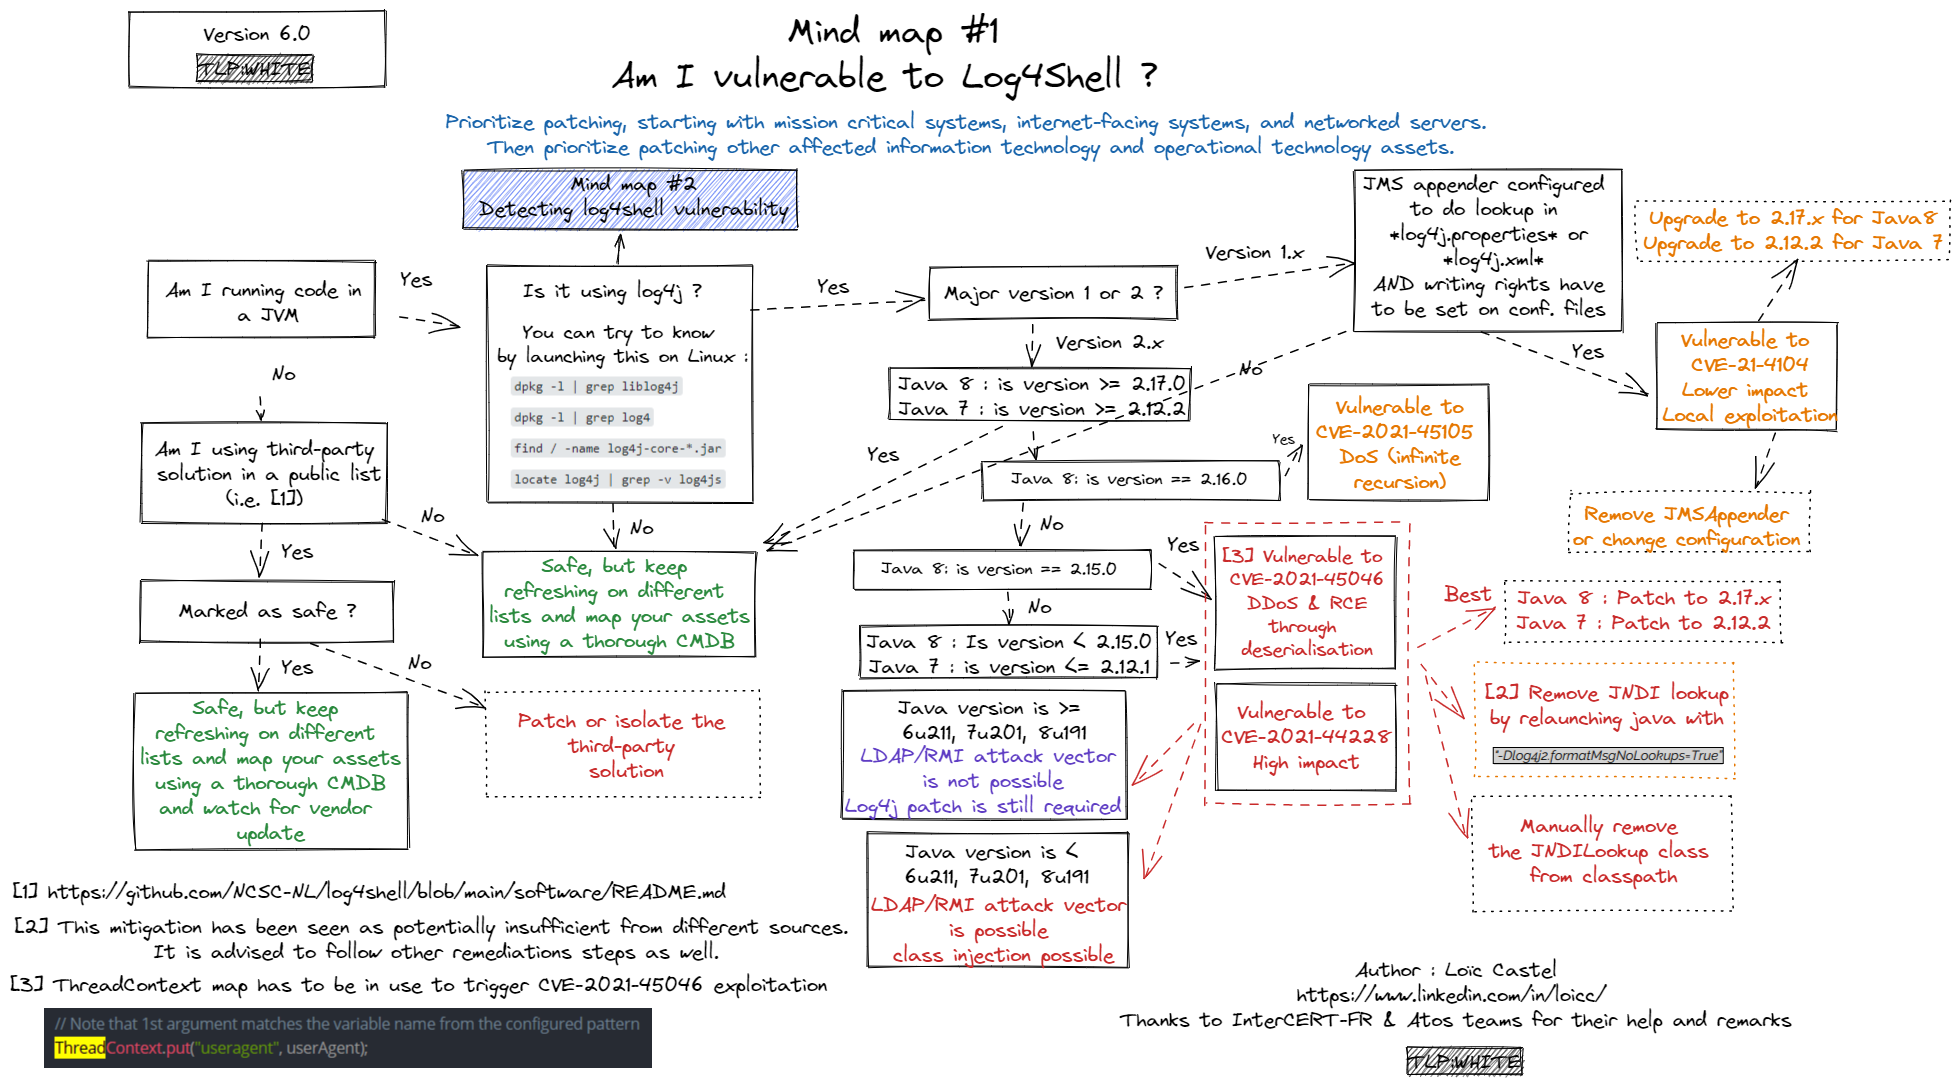 Version 6.0
TLP:WHITE
Mind map #1
Am I vulnerable to Log4Shell ?
Prioritize patching, starting with mission critical systems, internet-facing systems, and networked servers.
Then prioritize patching other affected information technology and operational technology assets.
Mind map #2
Detecting log4shell vulnerability
Am I running code in
a JVM
Yes
No
Is it using log4j ?
You can try to know
by launching this on Linux :
dpkg -l | grep liblog4j
dpkg -l | grep log4
find / -name log4j-core-*.jar
locate log4j | grep -v log4js
Yes
No
Major version 1 or 2 ?
Version 1.x
Version 2.x
JMS appender configured
to do lookup in
*log4j.properties* or
*log4j.xml*
AND writing rights have
to be set on conf. files
Yes
No
Upgrade to 2.17.x for Java8
Upgrade to 2.12.2 for Java 7
Vulnerable to
CVE-21-4104
Lower impact
Local exploitation
Remove JMSAppender
or change configuration
Java 8 : is version >= 2.17.0
Java 7 : is version >= 2.12.2
Yes
Java 8: is version == 2.16.0
Yes
Vulnerable to
CVE-2021-45105
DoS (infinite
recursion)
No
Java 8: is version == 2.15.0
Yes
No
Java 8 : Is version < 2.15.0
Java 7 : is version <= 2.12.1
Yes
[3] Vulnerable to
CVE-2021-45046
DDoS & RCE
through
deserialisation
Vulnerable to
CVE-2021-44228
High impact
Best
Java 8 : Patch to 2.17.x
Java 7 : Patch to 2.12.2
[2] Remove JNDI lookup
by relaunching java with
"-Dlog4j2.formatMsgNoLookups=True"
Manually remove
the JNDILookup class
from classpath
Java version is >=
6u211, 7u201, 8u191
LDAP/RMI attack vector
is not possible
Log4j patch is still required
Java version is <
6u211, 7u201, 8u191
LDAP/RMI attack vector
is possible
class injection possible
Am I using third-party
solution in a public list
(i.e. [1])
No
Yes
Safe, but keep
refreshing on different
lists and map your assets
using a thorough CMDB
Marked as safe ?
Yes
No
Safe, but keep
refreshing on different
lists and map your assets
using a thorough CMDB
and watch for vendor
update
Patch or isolate the
third-party
solution
[1] https://github.com/NCSC-NL/log4shell/blob/main/software/README.md
[2] This mitigation has been seen as potentially insufficient from different sources.
It is advised to follow other remediations steps as well.
[3] ThreadContext map has to be in use to trigger CVE-2021-45046 exploitation
// Note that 1st argument matches the variable name from the configured pattern
ThreadContext.put("useragent", userAgent);
Author : Loïc Castel
https://www.linkedin.com/in/loicc/
Thanks to InterCERT-FR & Atos teams for their help and remarks
TLP:WHITE